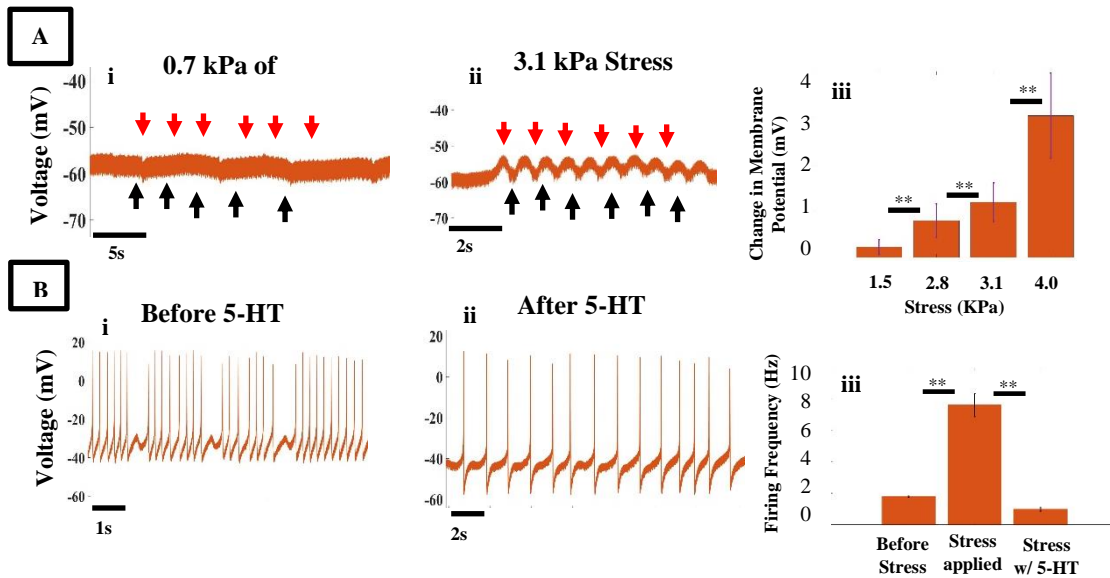 A
i
0.7 kPa of
Voltage (mV)
-40
-50
-60
-70
5s
ii
3.1 kPa Stress
-40
-50
-60
-70
2s
iii
Change in Membrane
Potential (mV)
4
3
2
1
0
**
**
**
1.5
2.8
3.1
4.0
Stress (KPa)
B
i
Before 5-HT
Voltage (mV)
20
0
-20
-40
-60
1s
ii
After 5-HT
20
0
-20
-40
-60
2s
iii
Firing Frequency (Hz)
10
8
6
4
2
0
**
**
Before
Stress
Stress
applied
Stress
w/ 5-HT